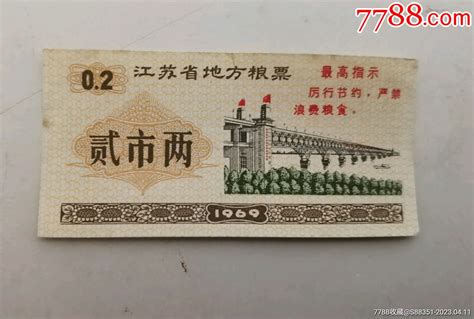 7788.com
0.2
江苏省地方粮票
最高指示
厉行节约，严禁
浪费粮食。
贰市两
1969
7788收藏@S88351-2023.04.11